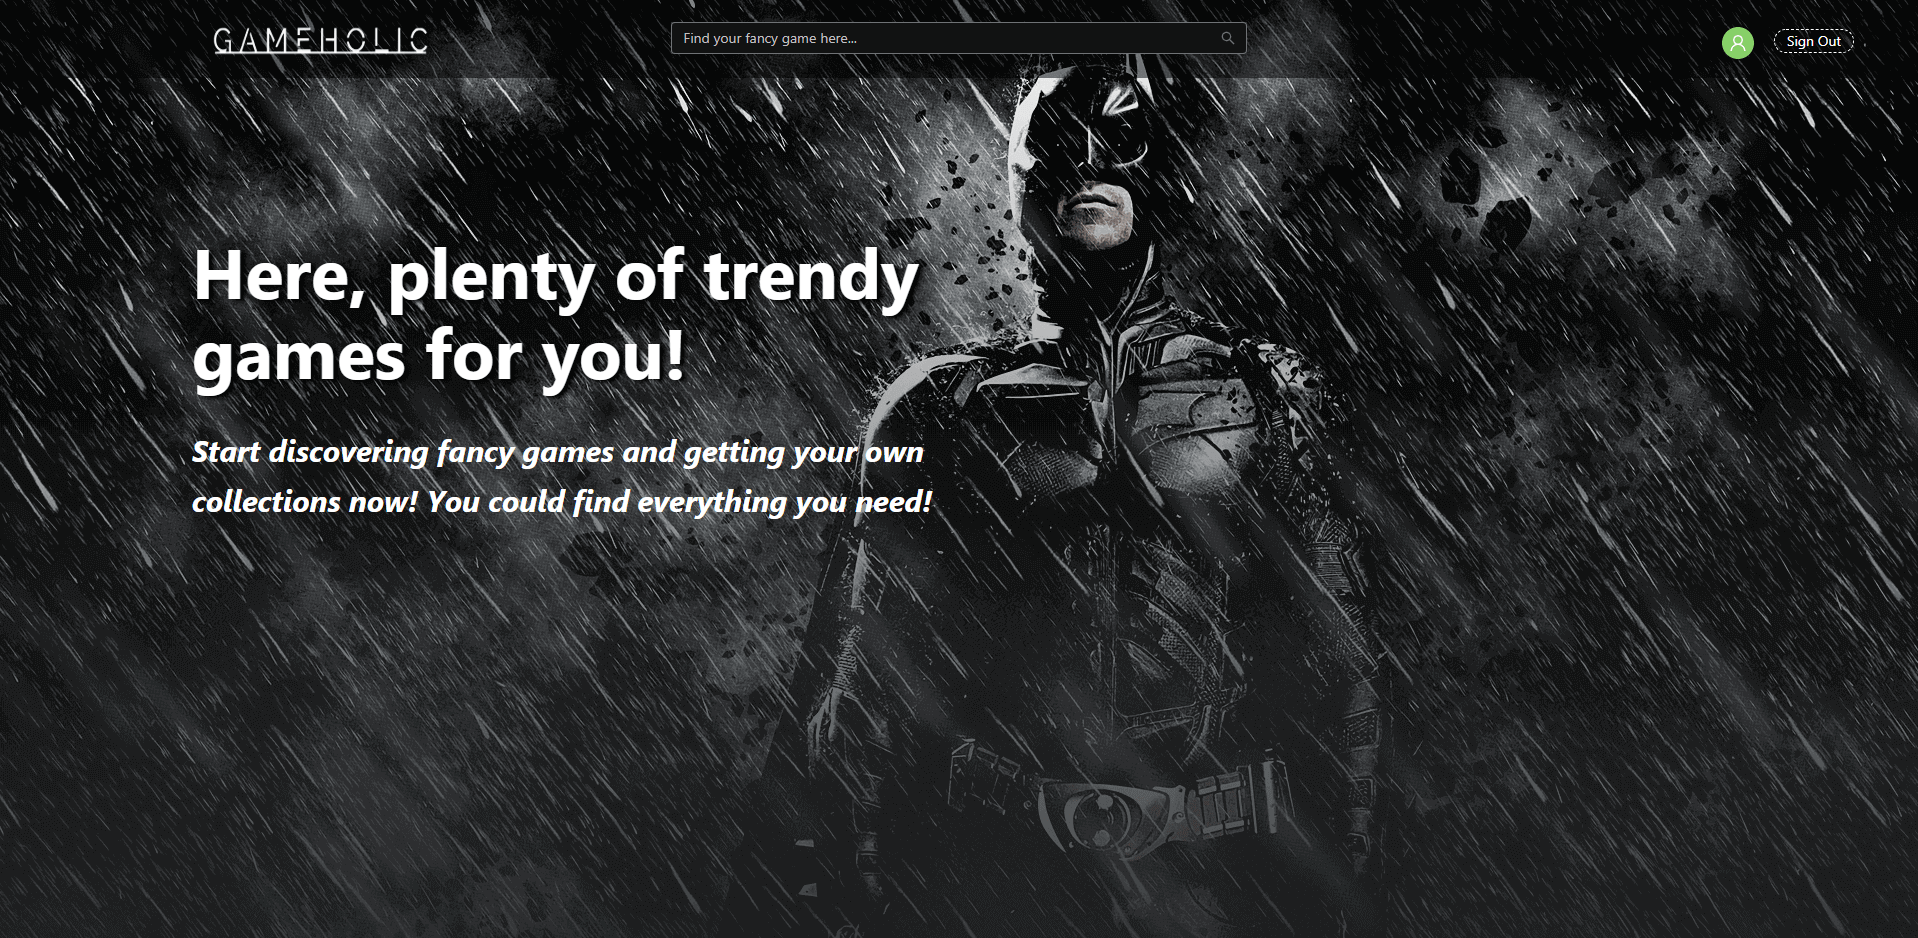 GAMEHOLIC
Find your fancy game here...
Sign Out
Here, plenty of trendy
games for you!
Start discovering fancy games and getting your own
collections now! You could find everything you need!